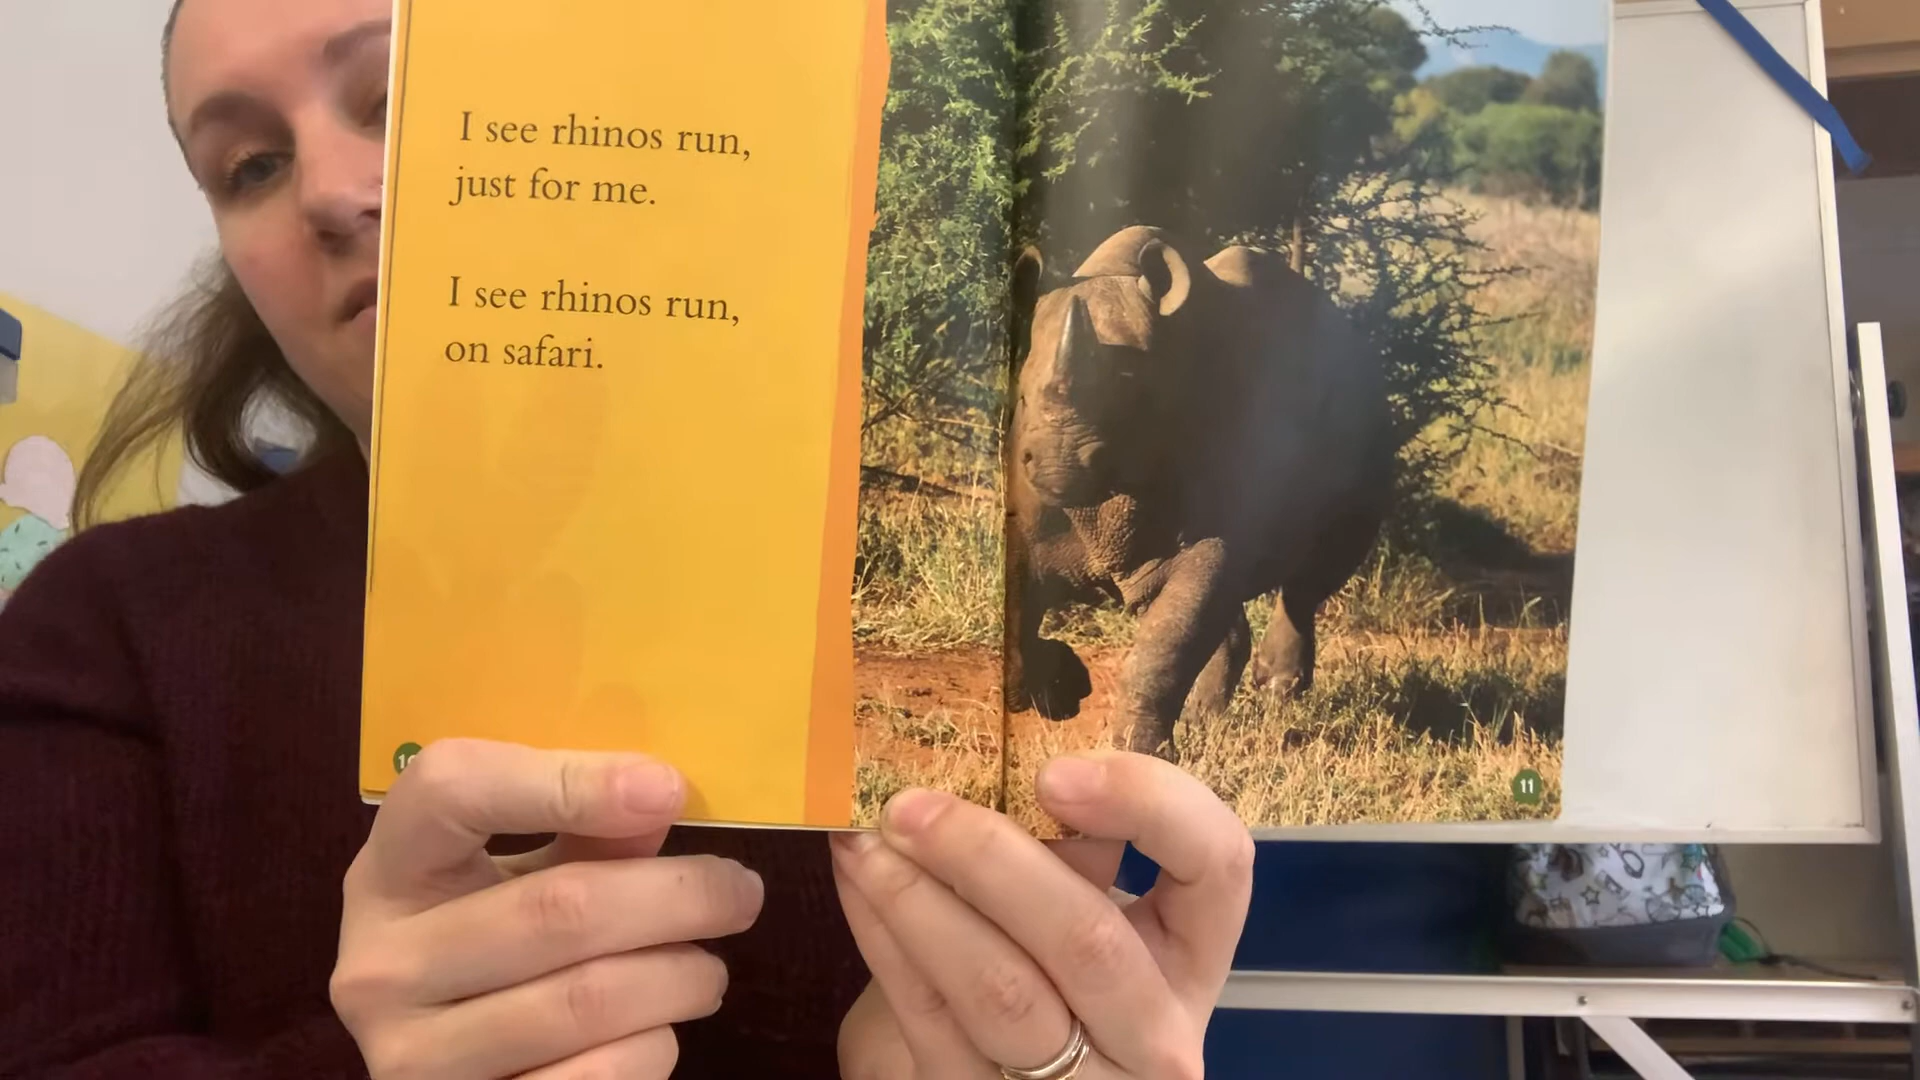 I see rhinos run,
just for me.
I see rhinos run,
on safari.
11